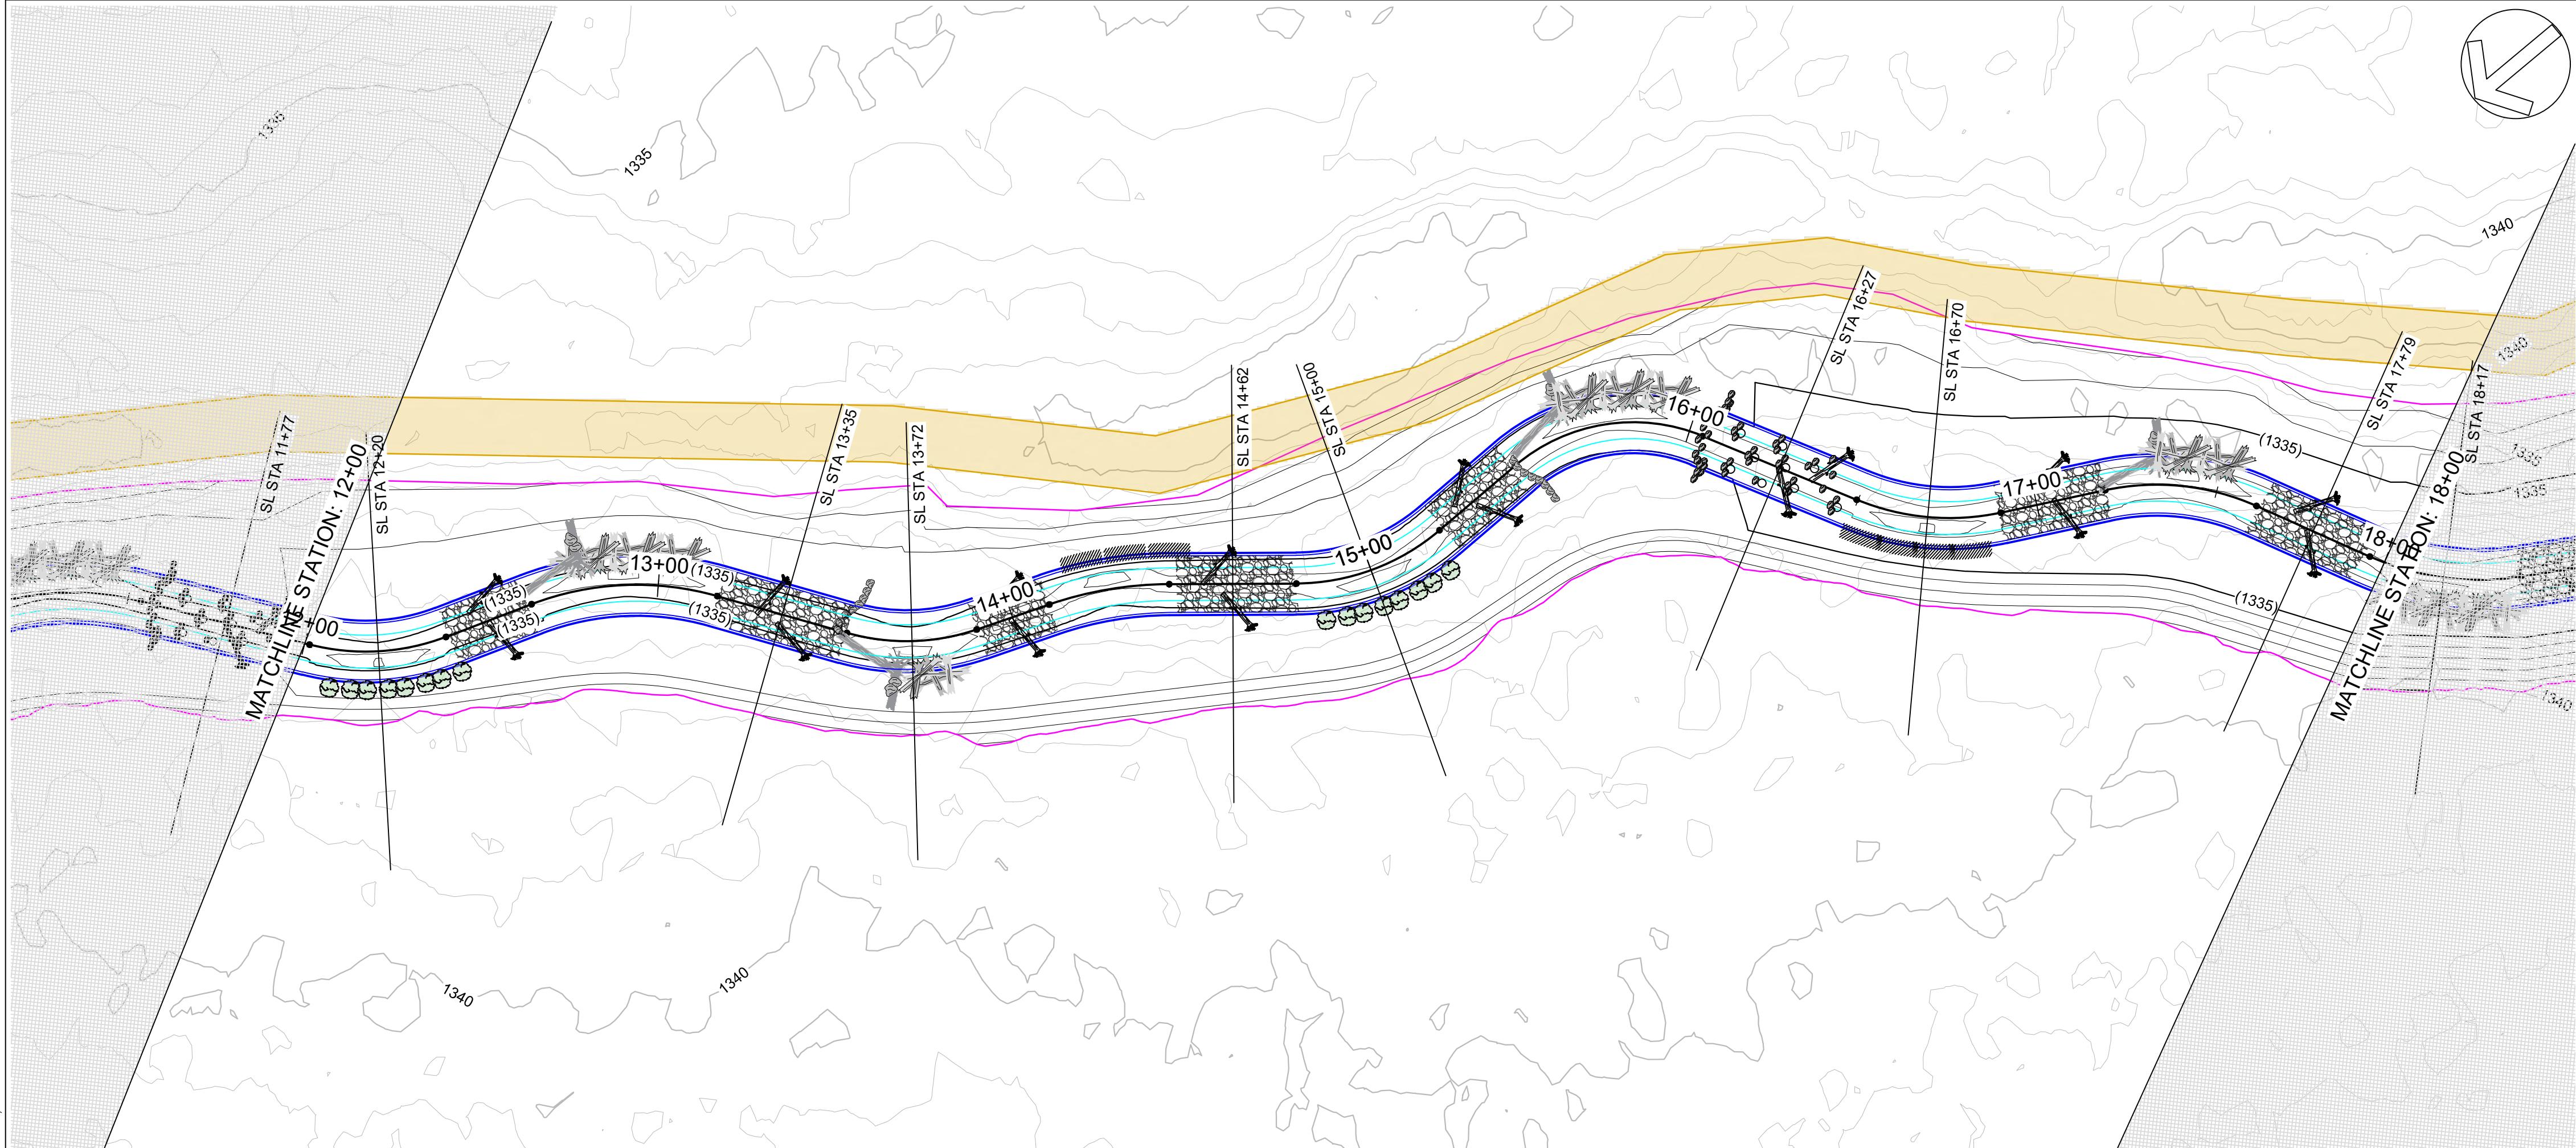 1335
1335
1340
1340
SL STA 11+77
MATCHLINE STATION: 12+00
SL STA 12+20
SL STA 13+35
SL STA 13+72
SL STA 14+62
SL STA 15+00
SL STA 16+27
SL STA 16+70
SL STA 17+79
SL STA 18+17
MATCHLINE STATION: 18+00
(1335)
1335
1335
13+00
(1335)
(1335)
(1335)
(1335)
14+00
15+00
16+00
17+00
18+00
(1335)
1340
1340
1340